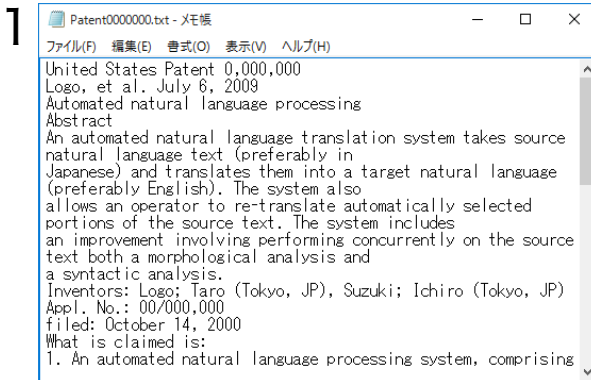 1
Patent0000000.txt - メモ帳
ファイル(F) 編集(E) 書式(O) 表示(V) ヘルプ(H)
United States Patent 0,000,000
Logo, et al. July 6, 2009
Automated natural language processing
Abstract
An automated natural language translation system takes source
natural language text (preferably in
Japanese) and translates them into a target natural language
(preferably English). The system also
allows an operator to re-translate automatically selected
portions of the source text. The system includes
an improvement involving performing concurrently on the source
text both a morphological analysis and
a syntactic analysis.
Inventors: Logo; Taro (Tokyo, JP), Suzuki; Ichiro (Tokyo, JP)
Appl. No.: 00/000,000
filed: October 14, 2000
What is claimed is:
1. An automated natural language processing system, comprising